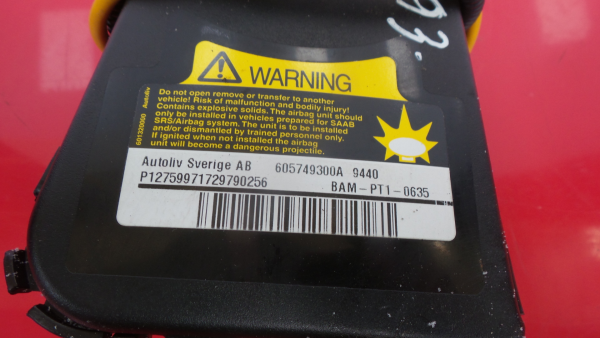 93.
WARNING
Do not open remove or transfer to another
vehicle! Risk of malfunction and bodily injury!
Contains explosive solids. The airbag unit should
only be installed in vehicles prepared for SAAB
SRS/Airbag system. The unit is to be installed
and/or dismantled by trained personnel only.
If ignited when not installed the airbag
unit will become a dangerous projectile.
601320600 Autoliv
Autoliv Sverige AB 605749300A 9440
P12759971729790256 BAM-PT1-0635